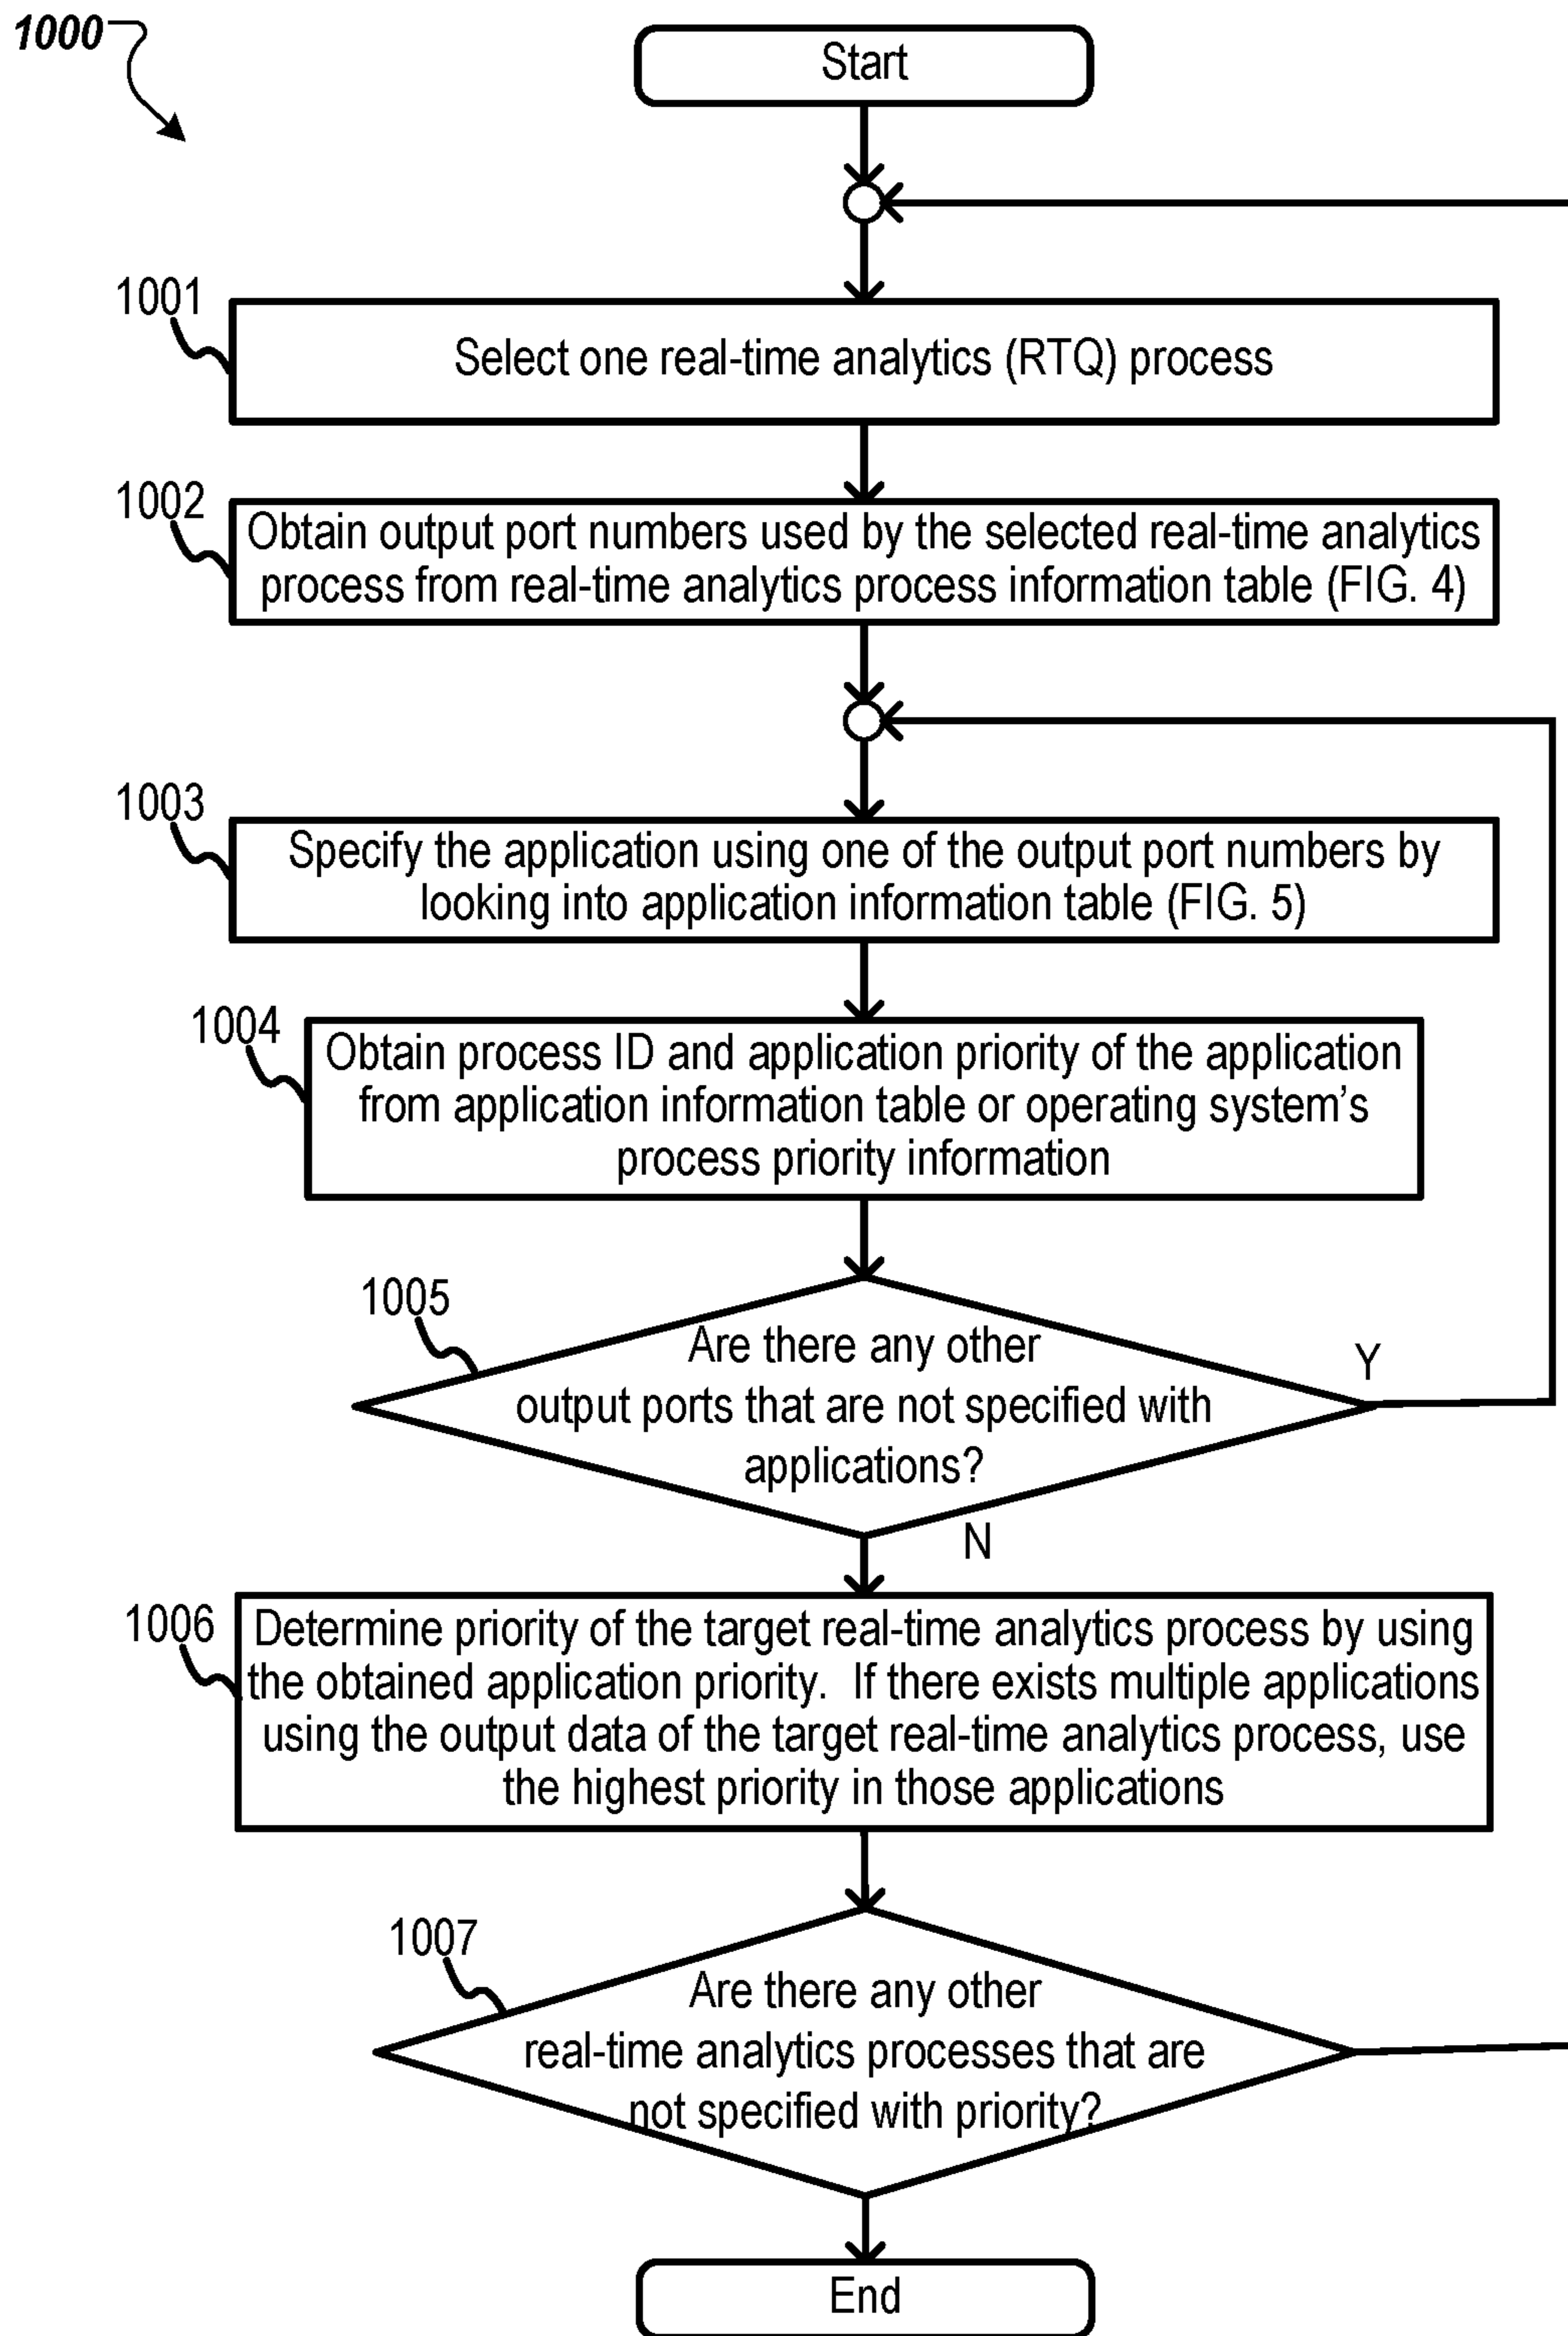 1000
Start
1001
Select one real-time analytics (RTQ) process
1002
Obtain output port numbers used by the selected real-time analytics
process from real-time analytics process information table (FIG. 4)
1003
Specify the application using one of the output port numbers by
looking into application information table (FIG. 5)
1004
Obtain process ID and application priority of the application
from application information table or operating system's
process priority information
1005
Are there any other
output ports that are not specified with
applications?
Y
N
1006
Determine priority of the target real-time analytics process by using
the obtained application priority. If there exists multiple applications
using the output data of the target real-time analytics process, use
the highest priority in those applications
1007
Are there any other
real-time analytics processes that are
not specified with priority?
End